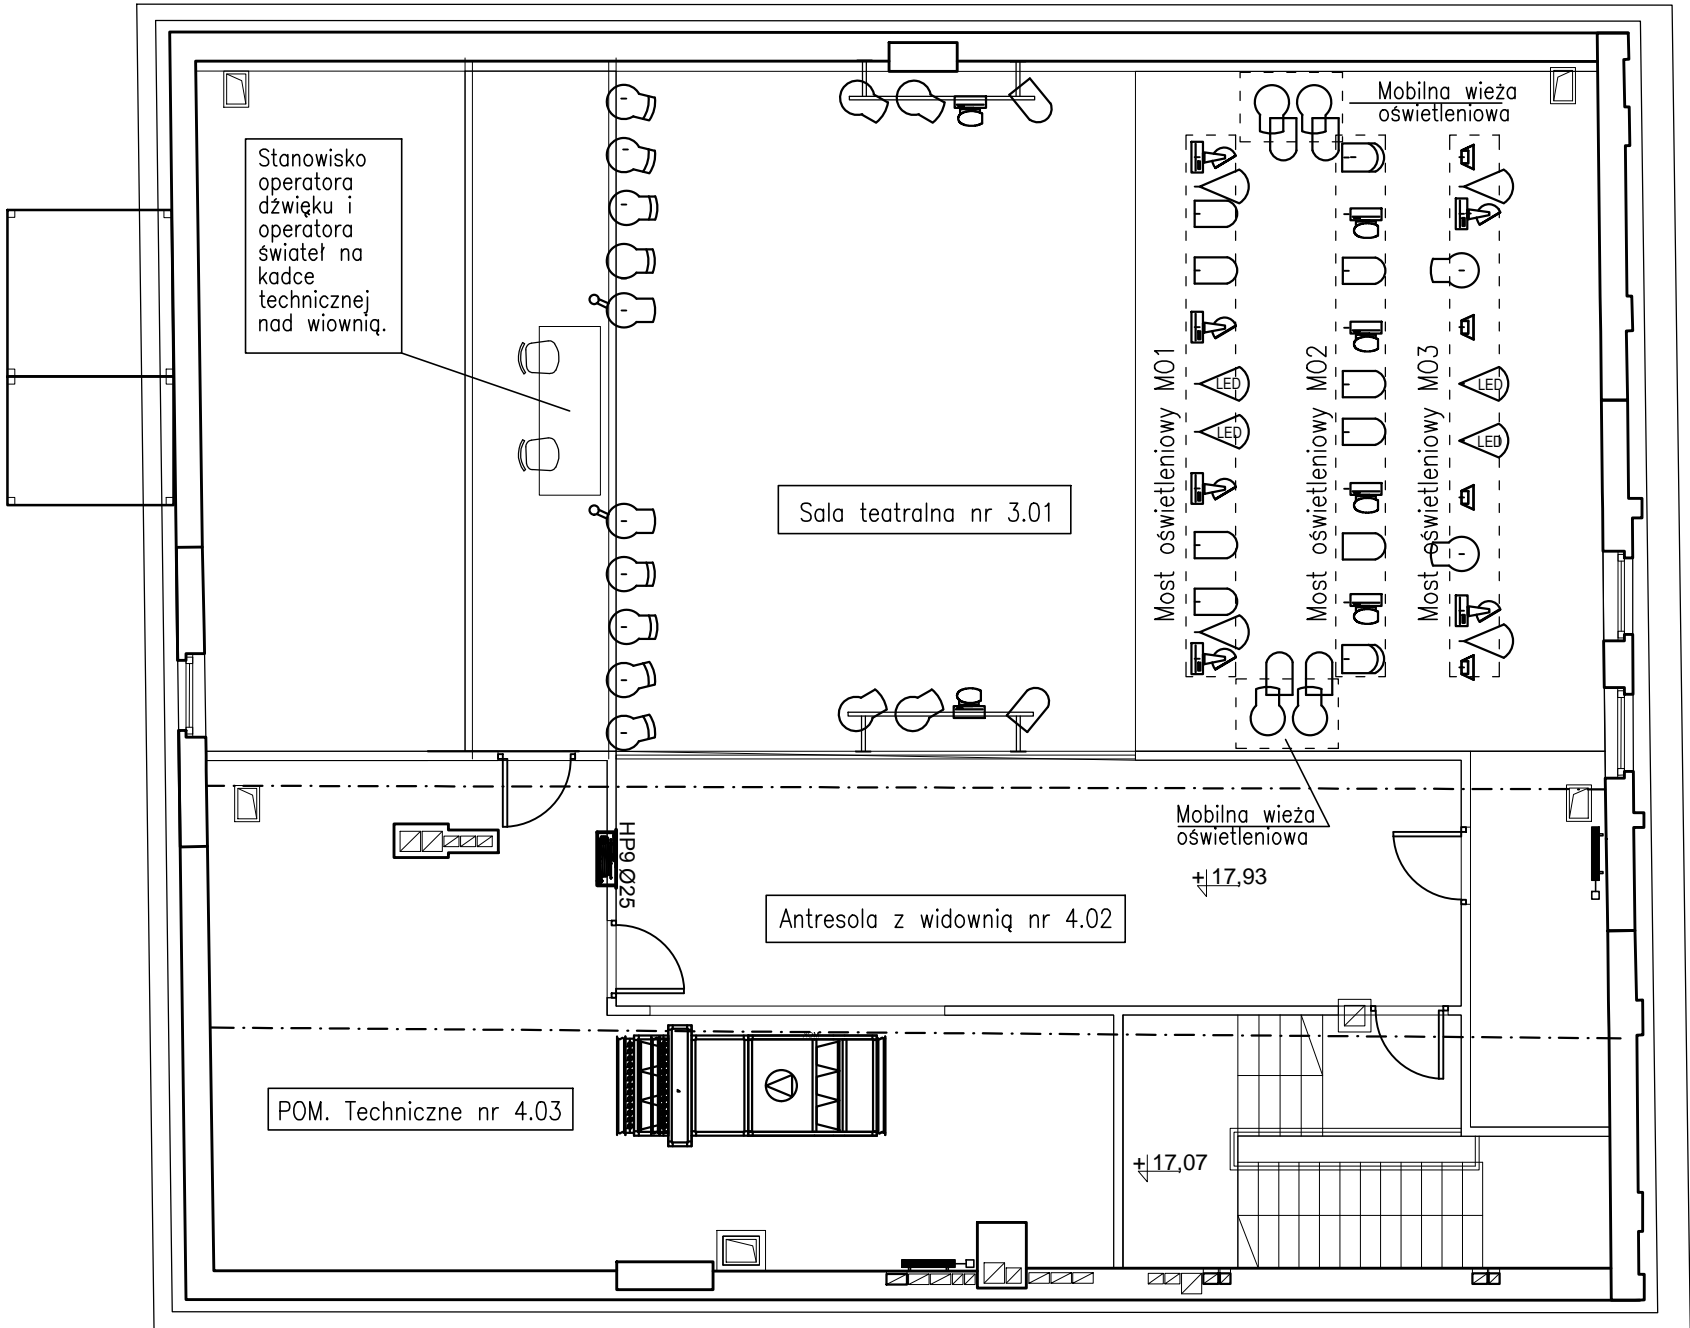 Mobilna wieża
oświetleniowa
Stanowisko
operatora
dźwięku i
operatora
świateł na
kadce
technicznej
nad wiownią.
Most oświetleniowy M01
Most oświetleniowy M02
Most oświetleniowy M03
LED
LED
LED
LED
Sala teatralna nr 3.01
Mobilna wieża
oświetleniowa
HP9 Ø25
+17,93
Antresola z widownią nr 4.02
POM. Techniczne nr 4.03
+17,07